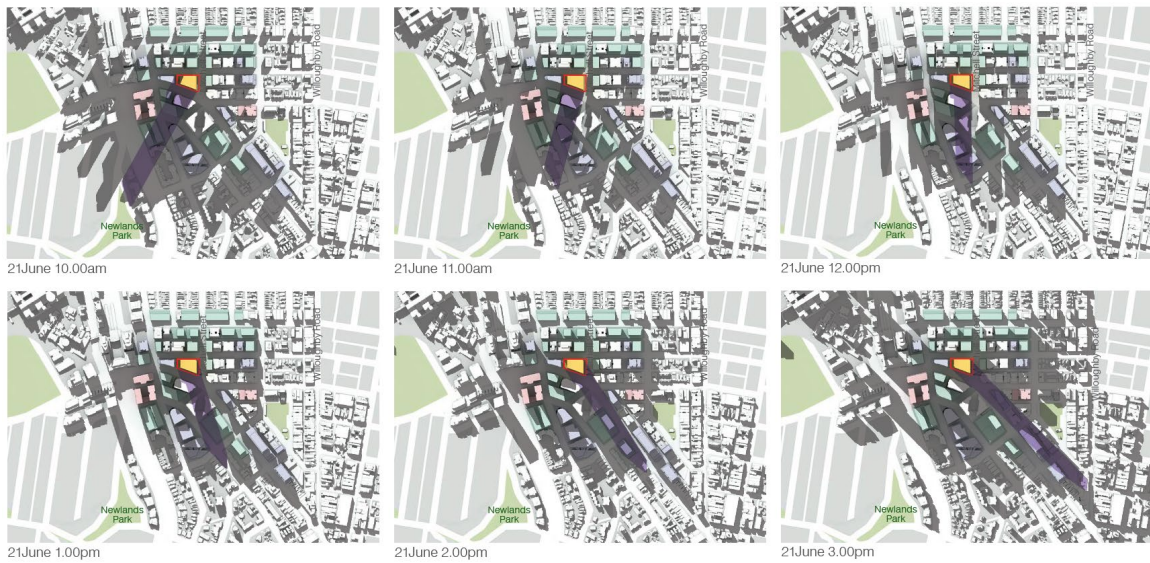 Willoughby Road
Newlands
Park
21June 10.00am
Willoughby Road
Newlands
Park
21June 11.00am
Willoughby Road
Newlands
Park
21June 12.00pm
Willoughby Road
Newlands
Park
21June 1.00pm
Willoughby Road
Newlands
Park
21June 2.00pm
Willoughby Road
Newlands
Park
21June 3.00pm